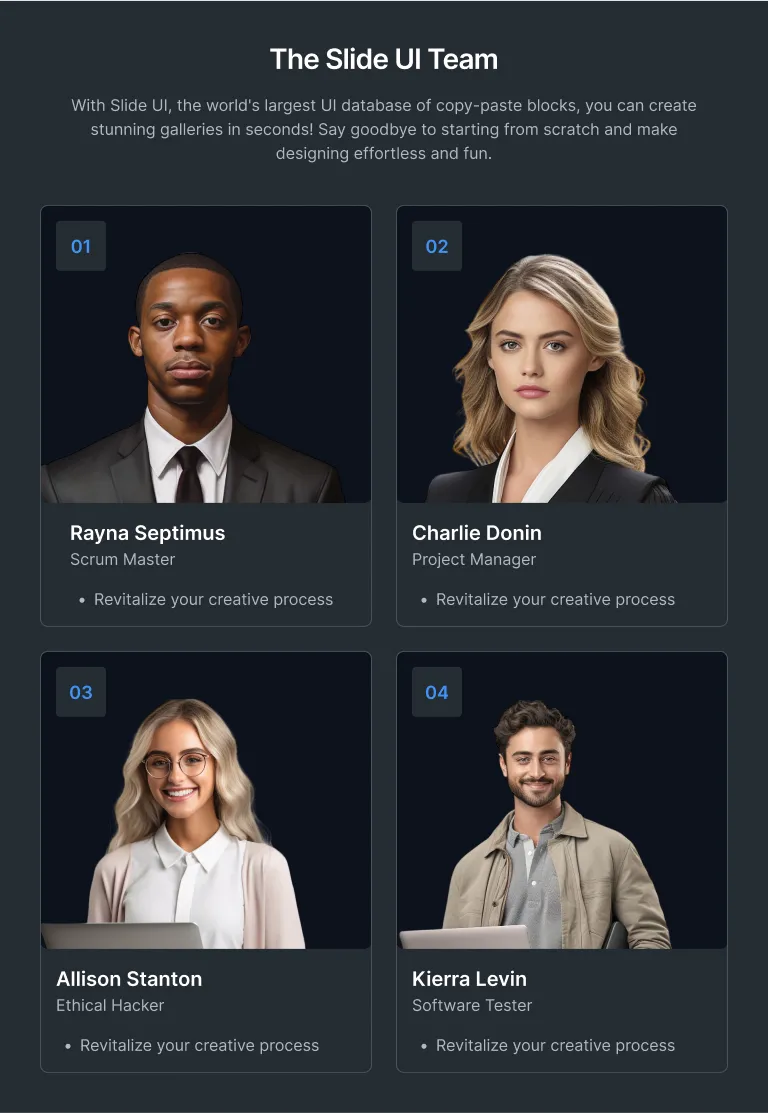 The Slide UI Team
With Slide UI, the world's largest UI database of copy-paste blocks, you can create
stunning galleries in seconds! Say goodbye to starting from scratch and make
designing effortless and fun.
01
Rayna Septimus
Scrum Master
• Revitalize your creative process
02
Charlie Donin
Project Manager
• Revitalize your creative process
03
Allison Stanton
Ethical Hacker
• Revitalize your creative process
04
Kierra Levin
Software Tester
• Revitalize your creative process